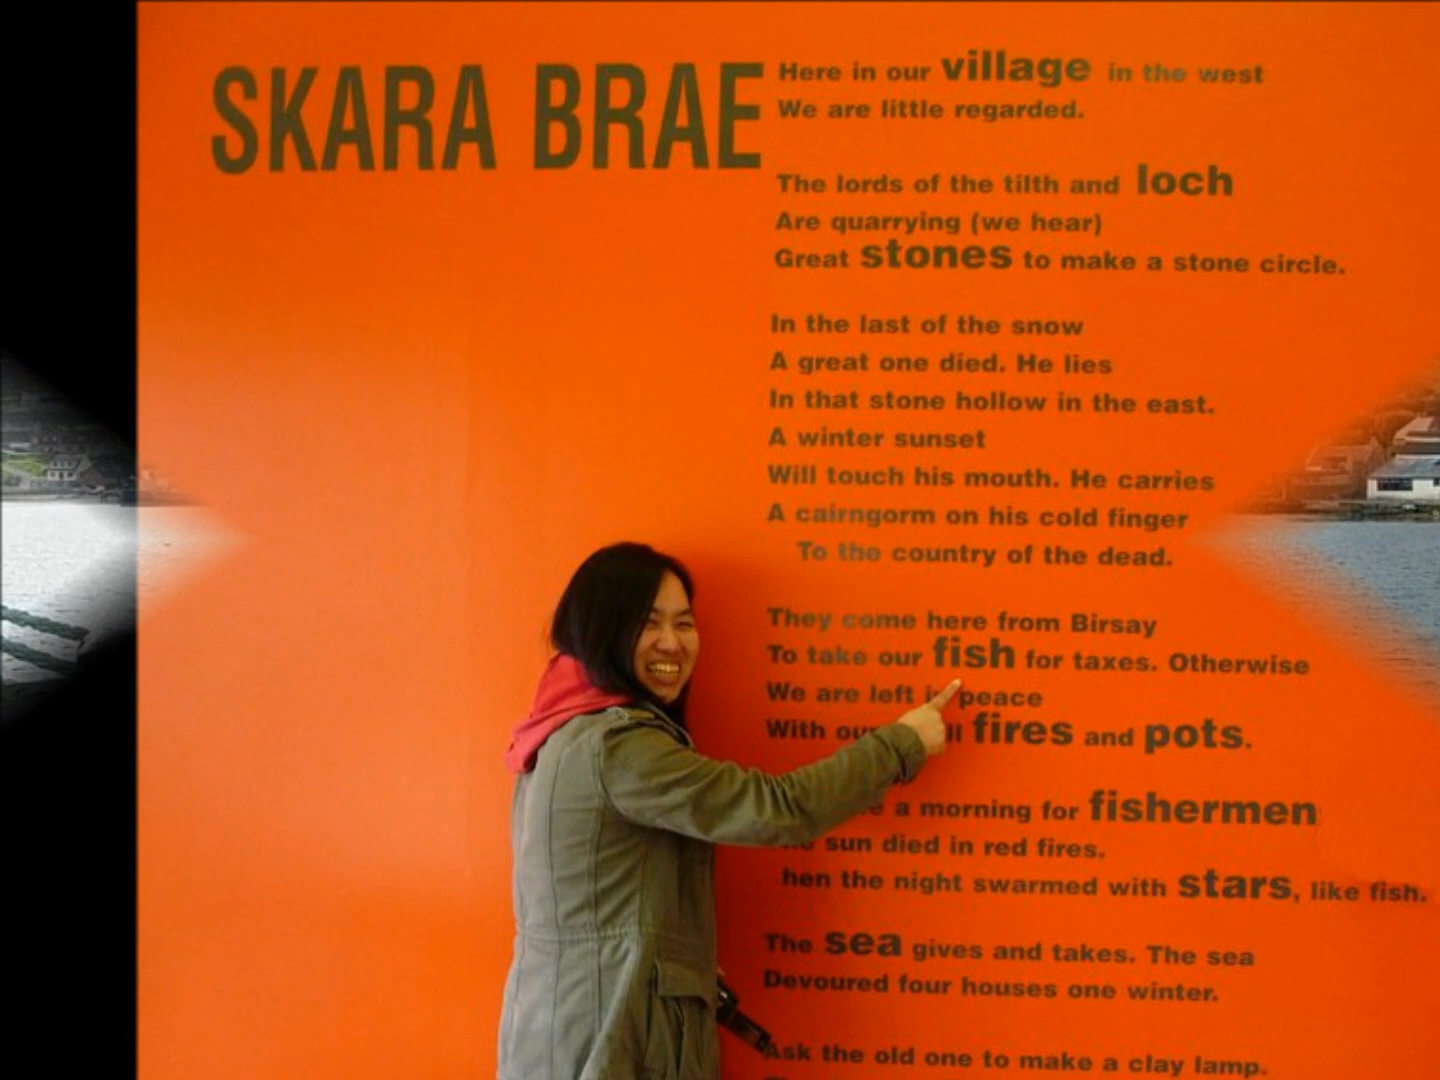 SKARA BRAE
Here in our village in the west
We are little regarded.
The lords of the tilth and loch
Are quarrying (we hear)
Great stones to make a stone circle.
In the last of the snow
A great one died. He lies
In that stone hollow in the east.
A winter sunset
Will touch his mouth. He carries
A cairngorm on his cold finger
To the country of the dead.
They come here from Birsay
To take our fish for taxes. Otherwise
We are left in peace
With our fires and pots.
a morning for fishermen
sun died in red fires.
hen the night swarmed with stars, like fish.
The sea gives and takes. The sea
Devoured four houses one winter.
Ask the old one to make a clay lamp.